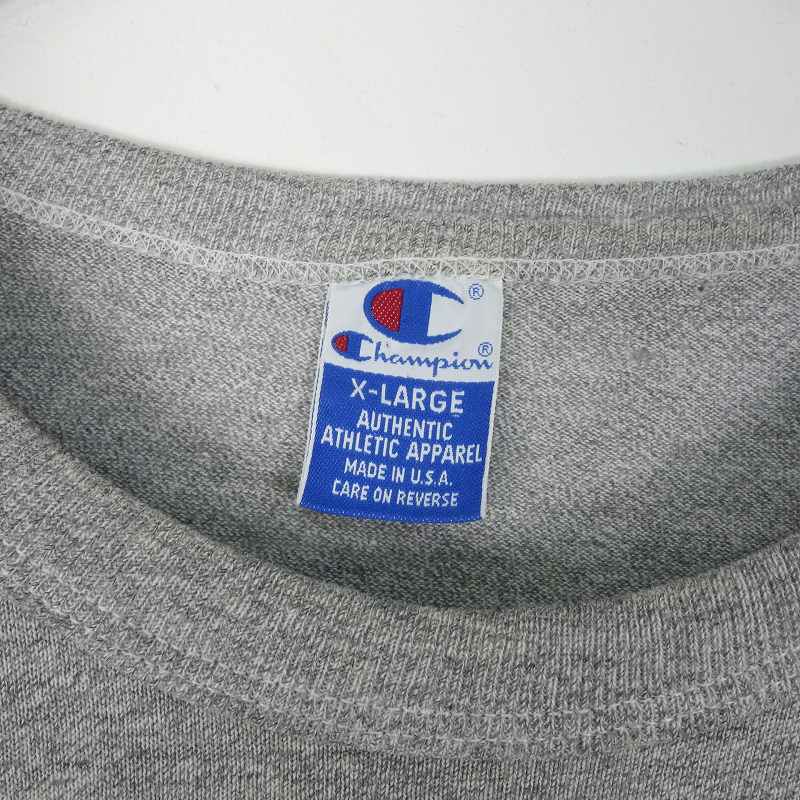 ®
Champion®
X-LARGE
AUTHENTIC
ATHLETIC APPAREL
MADE IN U.S.A.
CARE ON REVERSE